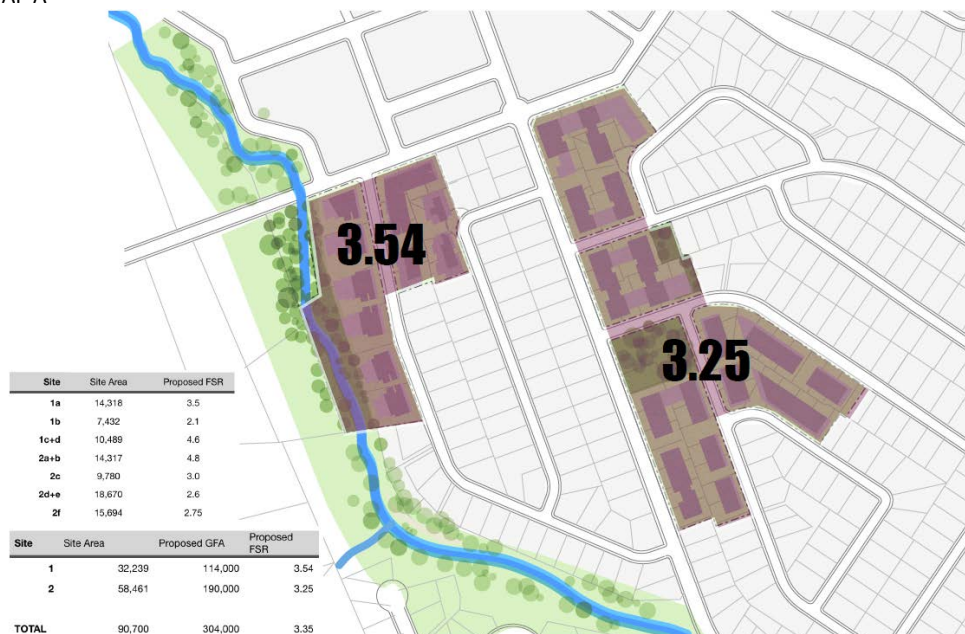 3.54
3.25
Site Site Area Proposed FSR
1a 14,318 3.5
1b 7,432 2.1
1c+d 10,489 4.6
2a+b 14,317 4.8
2c 9,780 3.0
2d+e 18,670 2.6
2f 15,694 2.75
Site Site Area Proposed GFA Proposed FSR
1 32,239 114,000 3.54
2 58,461 190,000 3.25
TOTAL 90,700 304,000 3.35